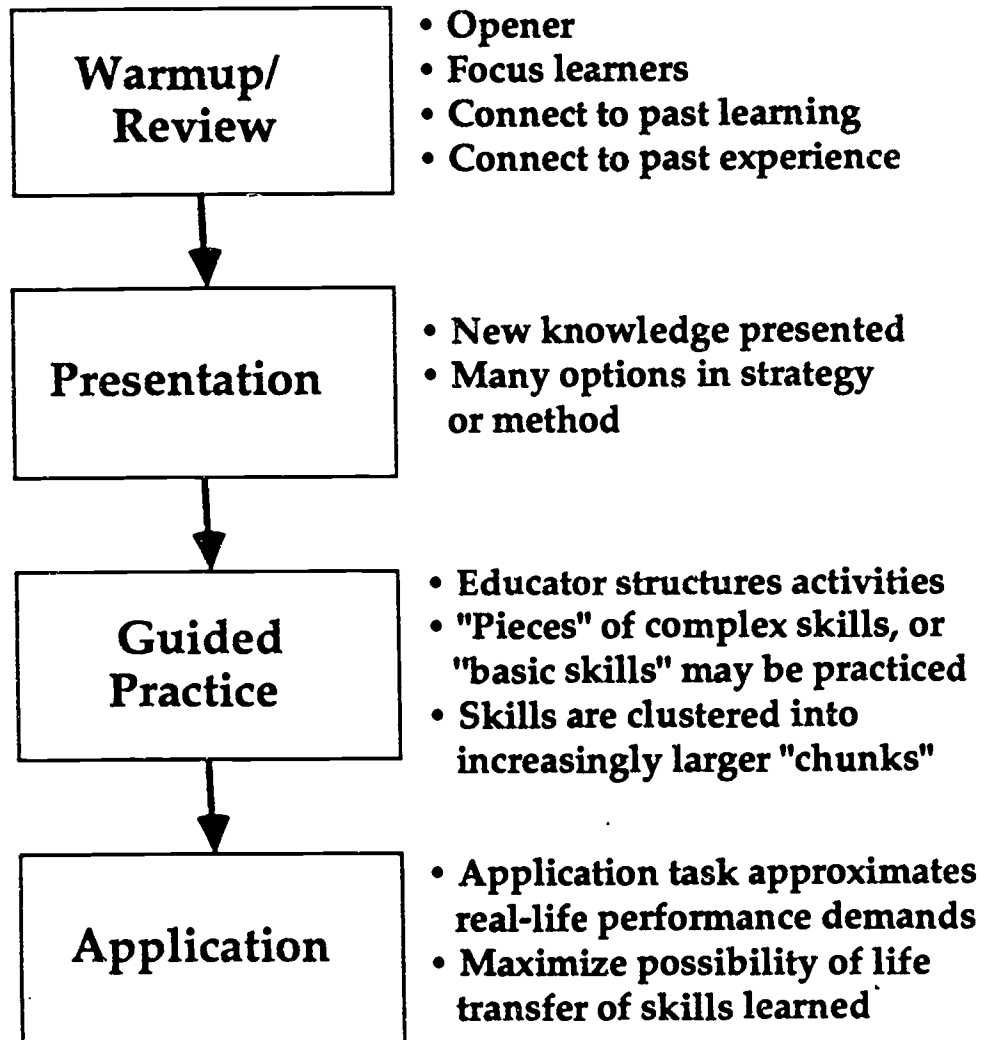 Warmup/
Review
• Opener
• Focus learners
• Connect to past learning
• Connect to past experience
Presentation
• New knowledge presented
• Many options in strategy
or method
Guided
Practice
• Educator structures activities
• "Pieces" of complex skills, or
"basic skills" may be practiced
• Skills are clustered into
increasingly larger "chunks"
Application
• Application task approximates
real-life performance demands
• Maximize possibility of life
transfer of skills learned